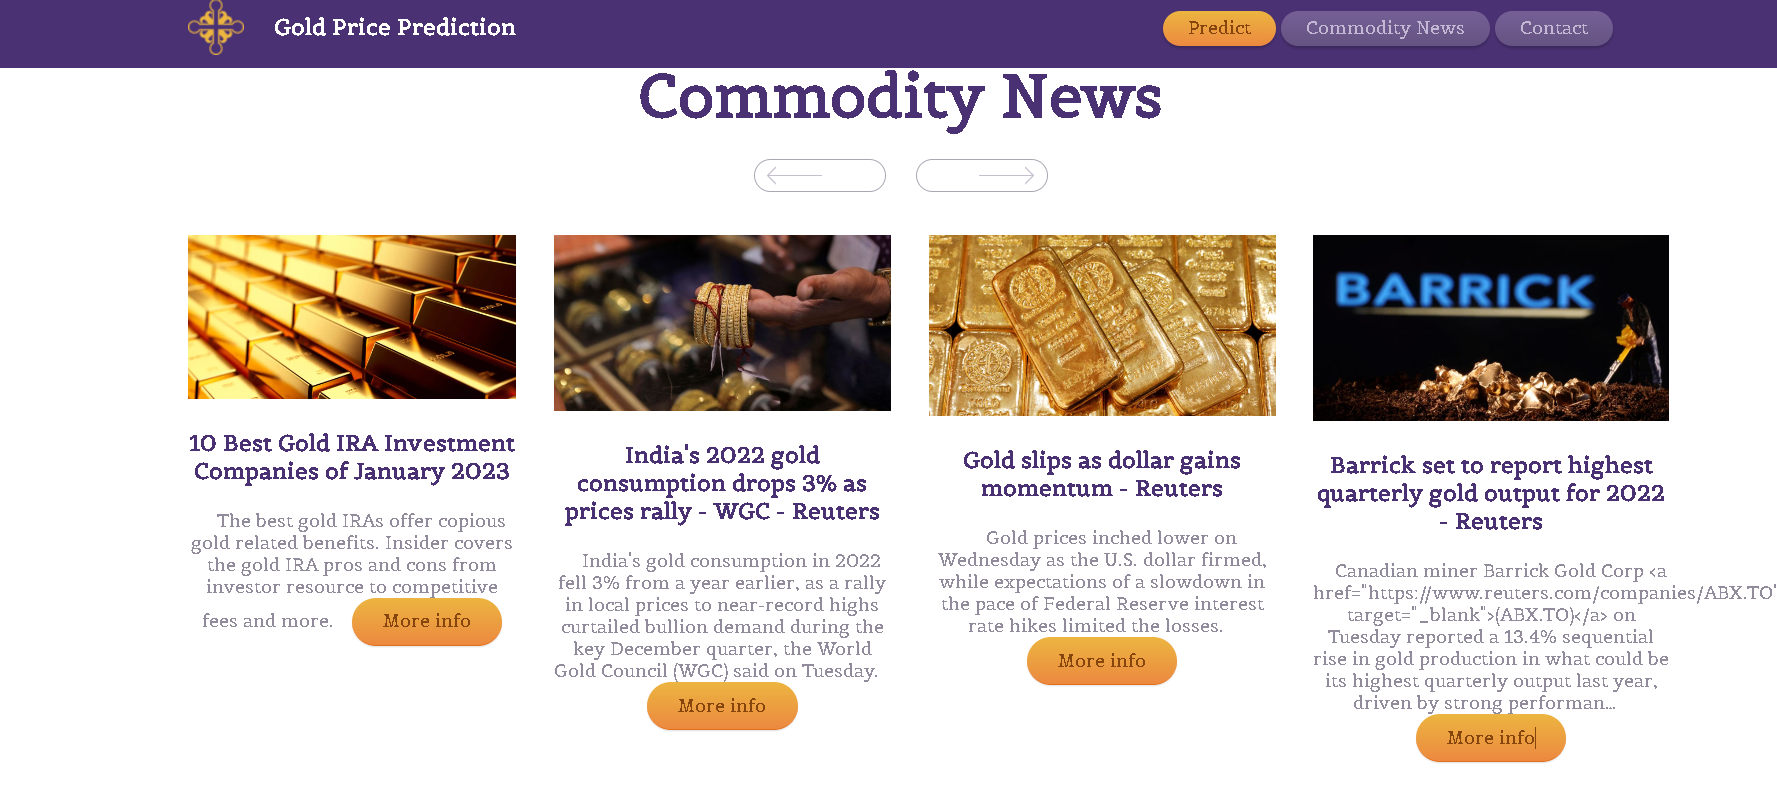 Gold Price Prediction
Predict
Commodity News
Contact
Commodity News
10 Best Gold IRA Investment
Companies of January 2023
The best gold IRAs offer copious
gold related benefits. Insider covers
the gold IRA pros and cons from
investor resource to competitive
fees and more.
More info
India's 2022 gold
consumption drops 3% as
prices rally - WGC - Reuters
India's gold consumption in 2022
fell 3% from a year earlier, as a rally
in local prices to near-record highs
curtailed bullion demand during the
key December quarter, the World
Gold Council (WGC) said on Tuesday.
More info
Gold slips as dollar gains
momentum - Reuters
Gold prices inched lower on
Wednesday as the U.S. dollar firmed,
while expectations of a slowdown in
the pace of Federal Reserve interest
rate hikes limited the losses.
More info
BARRICK
Barrick set to report highest
quarterly gold output for 2022
- Reuters
Canadian miner Barrick Gold Corp <a
href="https://www.reuters.com/companies/ABX.TO"
target="_blank">(ABX.TO)</a> on
Tuesday reported a 13.4% sequential
rise in gold production in what could be
its highest quarterly output last year,
driven by strong performan...
More info